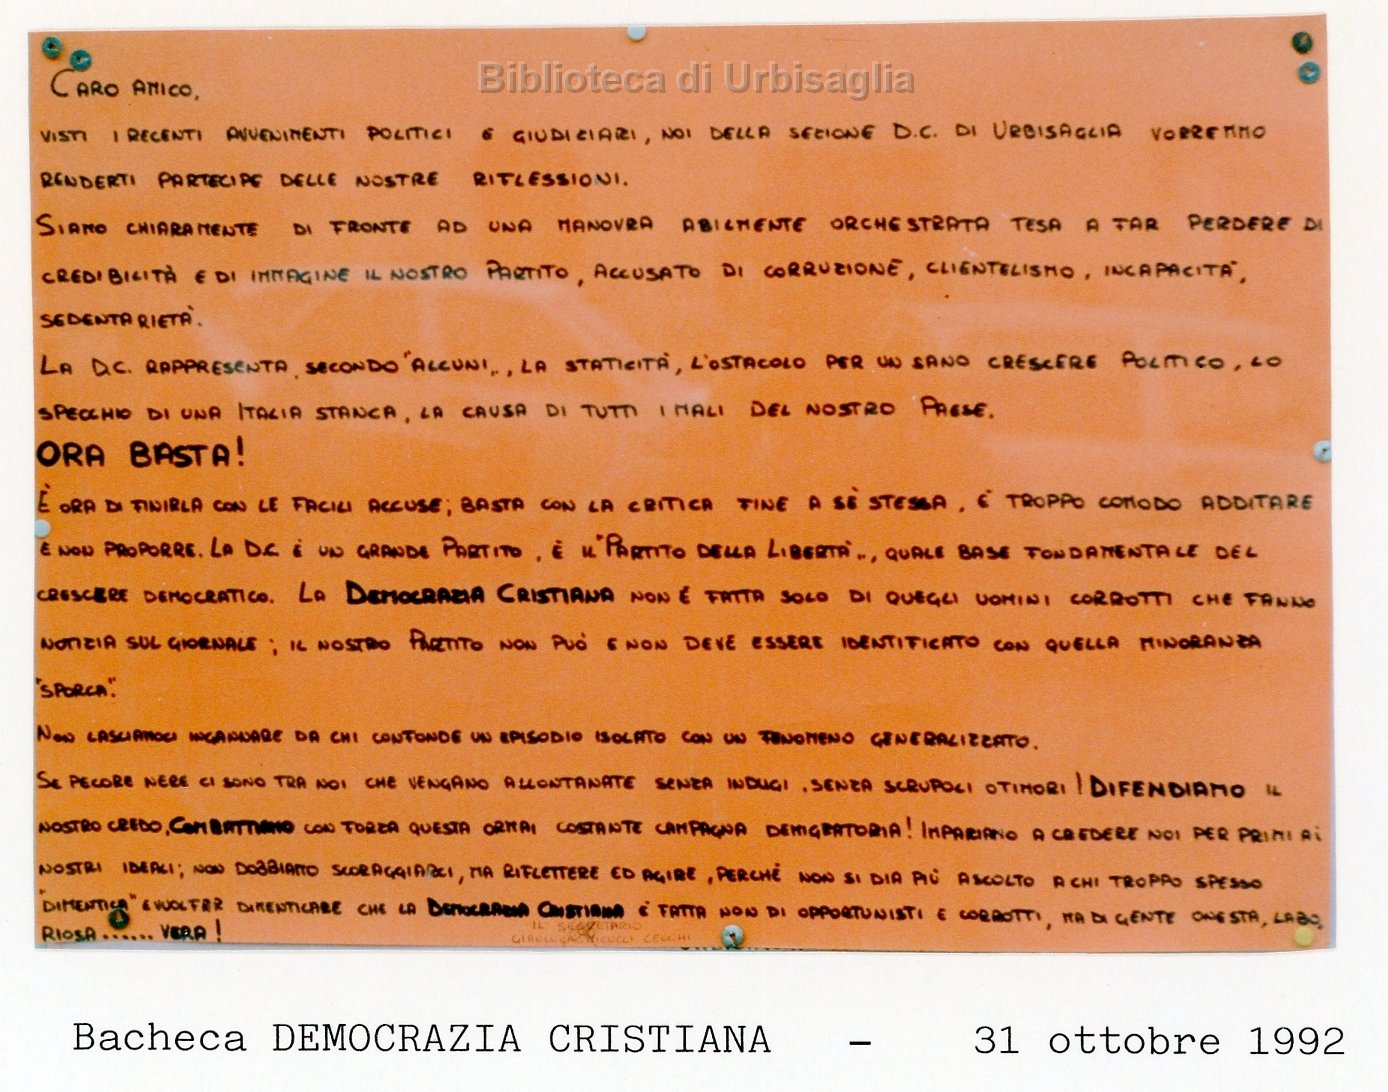 Biblioteca di Urbisaglia
CARO AMICO,
VISTI I RECENTI AVVENIMENTI POLITICI E GIUDIZIARI, NOI DELLA SEZIONE D.C. DI URBISAGLIA VORREMMO
RENDERTI PARTECIPE DELLE NOSTRE RIFLESSIONI.
SIAMO CHIARAMENTE DI FRONTE AD UNA MANOVRA ABILMENTE ORCHESTRATA TESA A FAR PERDERE DI
CREDIBILITÀ E DI IMMAGINE IL NOSTRO PARTITO, ACCUSATO DI CORRUZIONE, CLIENTELISMO, INCAPACITA',
SEDENTARIETA'.
LA D.C. RAPPRESENTA, SECONDO "ALCUNI", LA STATICITA', L'OSTACOLO PER UN SANO CRESCERE POLITICO, LO
SPECCHIO DI UNA ITALIA STANCA, LA CAUSA DI TUTTI I MALI DEL NOSTRO PAESE.
ORA BASTA!
È ORA DI FINIRLA CON LE FACILI ACCUSE; BASTA CON LA CRITICA FINE A SÈ STESSA, E' TROPPO COMODO ADDITARE
E NON PROPORRE. LA D.C. È UN GRANDE PARTITO, È IL "PARTITO DELLA LIBERTA'", QUALE BASE FONDAMENTALE DEL
CRESCERE DEMOCRATICO. LA DEMOCRAZIA CRISTIANA NON È FATTA SOLO DI QUEGLI UOMINI CORROTTI CHE FANNO
NOTIZIA SUL GIORNALE; IL NOSTRO PARTITO NON PUÒ E NON DEVE ESSERE IDENTIFICATO CON QUELLA MINORANZA
"SPORCA".
NON LASCIAMOCI INGANNARE DA CHI CONFONDE UN EPISODIO ISOLATO CON UN FENOMENO GENERALIZZATO.
SE PECORE NERE CI SONO TRA NOI CHE VENGANO ALLONTANATE SENZA INDUGI, SENZA SCRUPOLI O TIMORI! DIFENDIAMO IL
NOSTRO CREDO, COMBATTIAMO CON FORZA QUESTA ORMAI COSTANTE CAMPAGNA DEMIGRATORIA! IMPARIAMO A CREDERE NOI PER PRIMI AI
NOSTRI IDEALI; NON DOBBIAMO SCORAGGIARCI, MA RIFLETTERE ED AGIRE, PERCHÈ NON SI DIA PIÙ ASCOLTO A CHI TROPPO SPESSO
"DIMENTICA" E VUOL FAR DIMENTICARE CHE LA DEMOCRAZIA CRISTIANA È FATTA NON DI OPPORTUNISTI E CORROTTI, MA DI GENTE ONESTA, LABO
RIOSA...... VERA!
IL SEGRETARIO
CECCHI
Bacheca DEMOCRAZIA CRISTIANA - 31 ottobre 1992